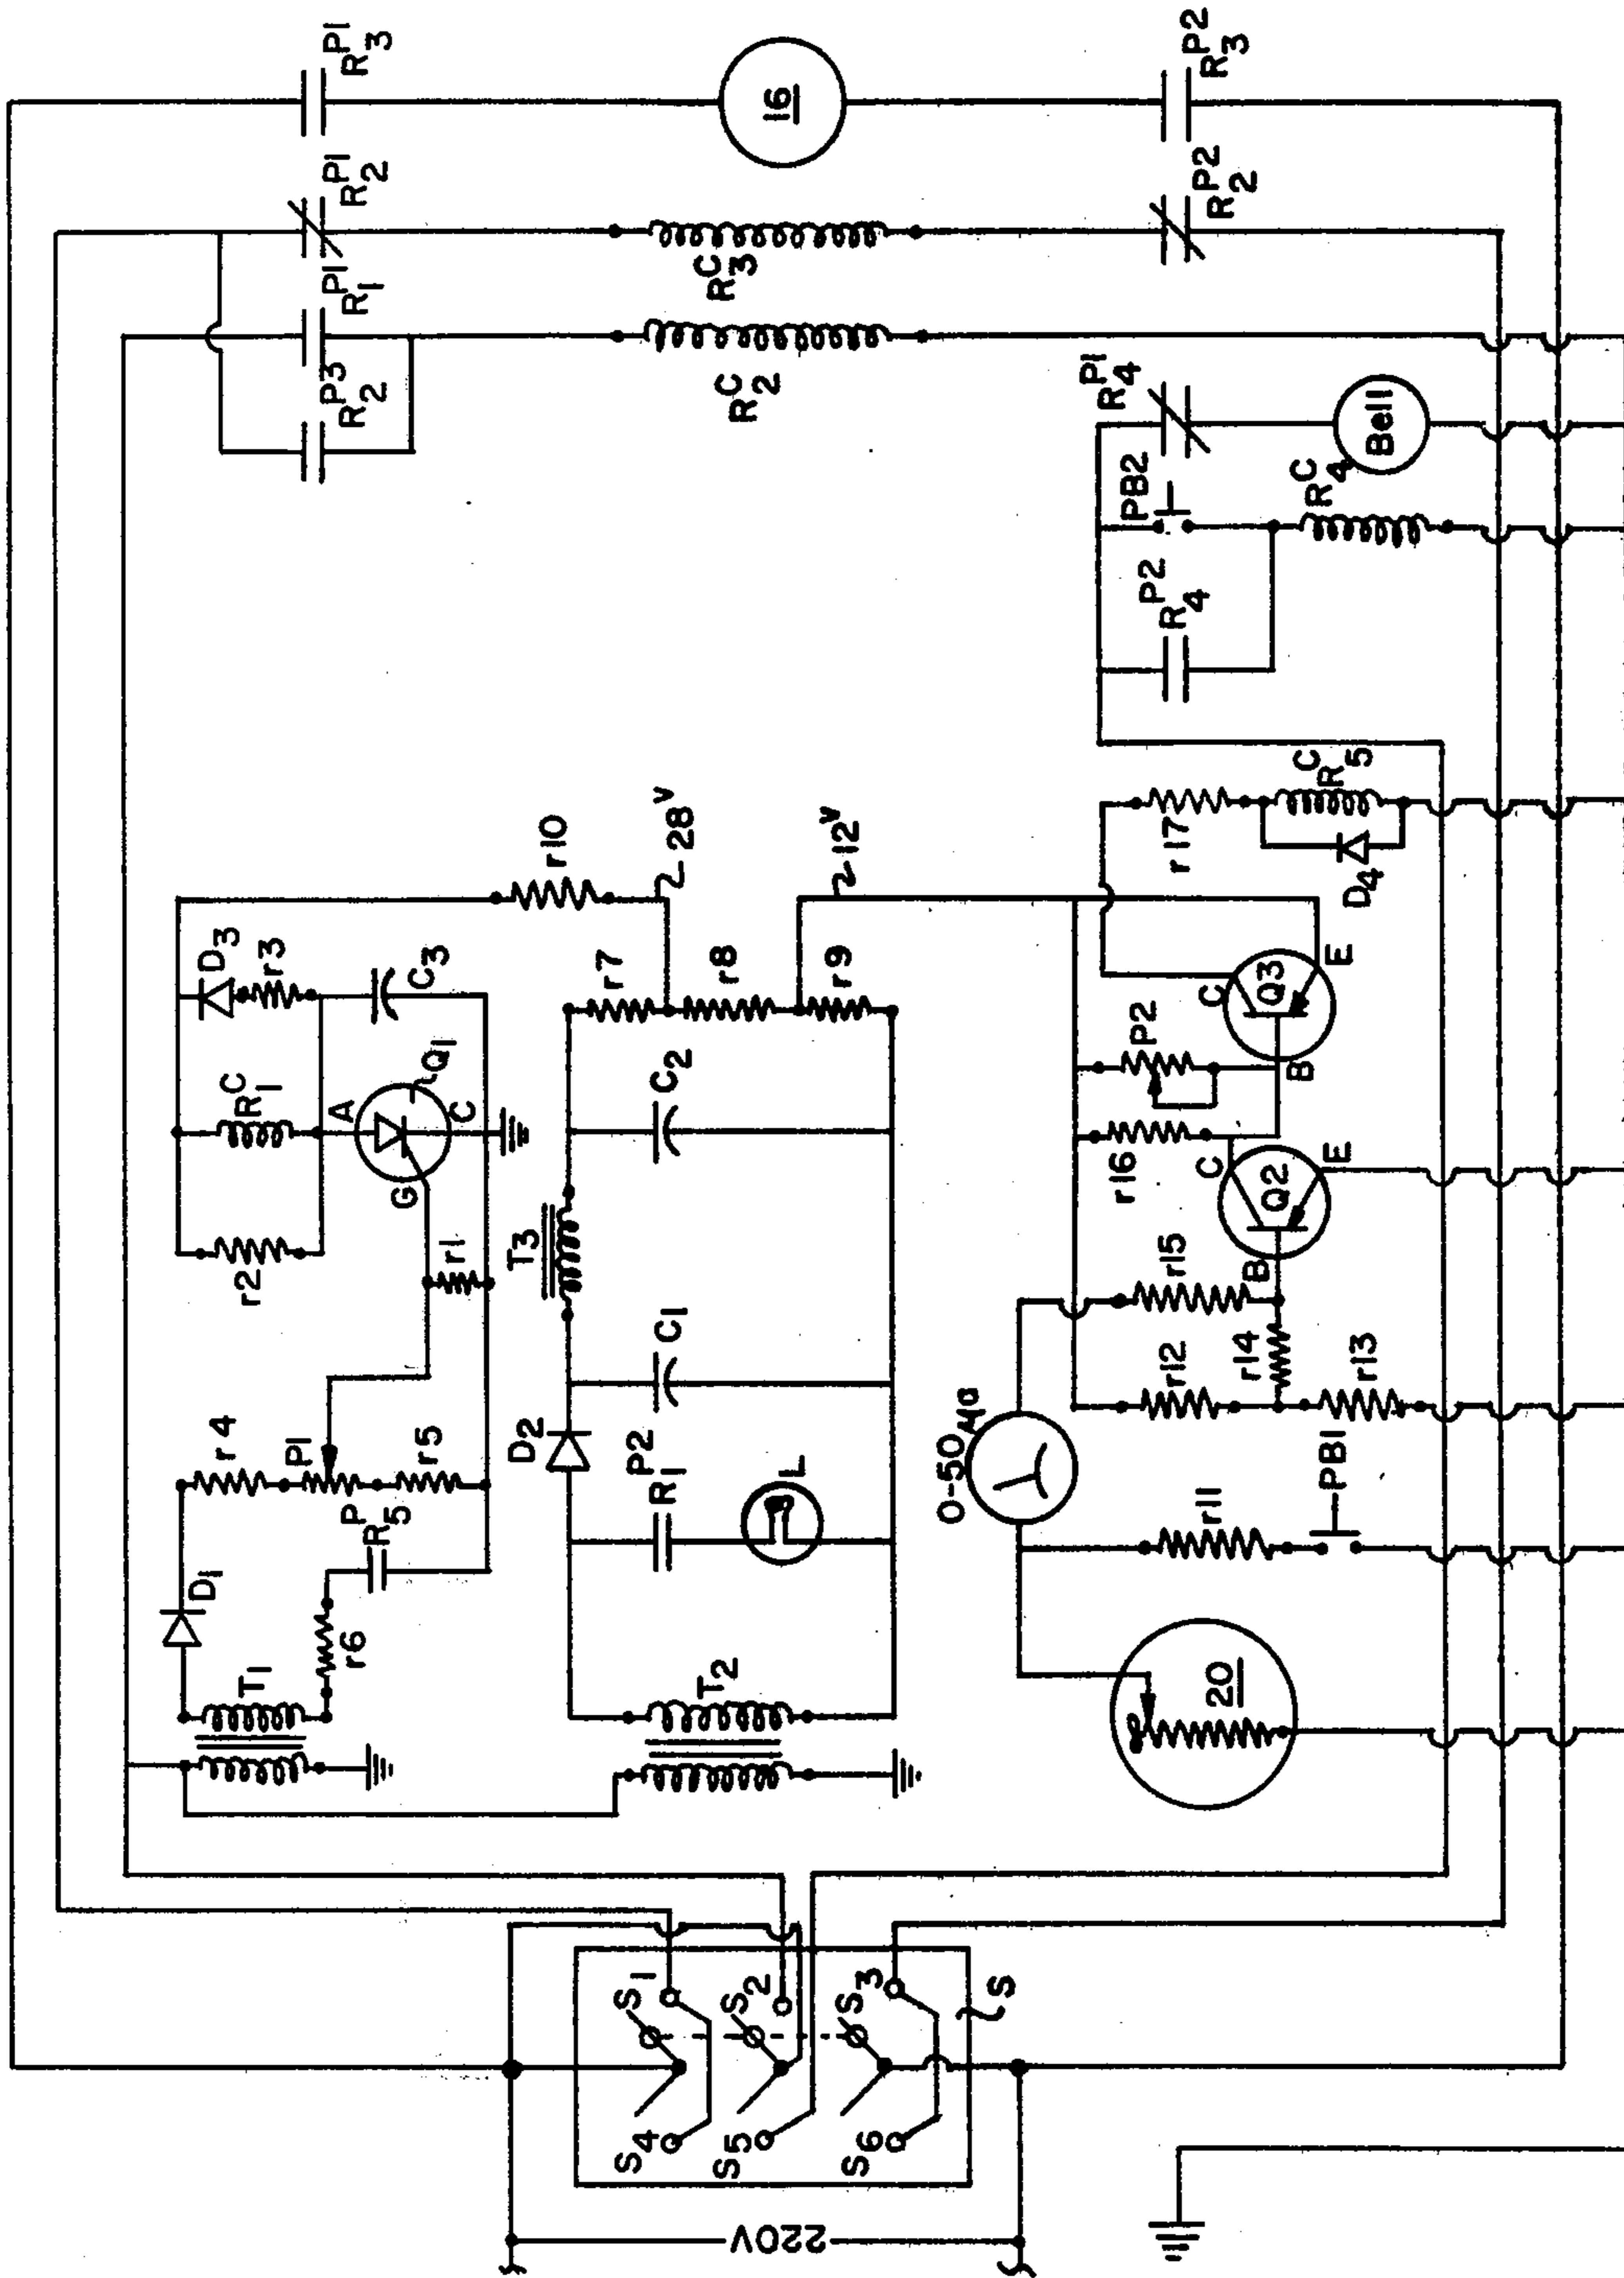 R₃ᴾ¹
R₂ᴾ¹
R₁ᴾ¹
R₂ᴾ³
16
R₃ᶜ
R₂ᶜ
R₃ᴾ²
R₂ᴾ²
R₄ᴾ¹
Bell
PB2
R₄ᶜ
R₄ᴾ²
D₃
r3
C₃
R₁ᶜ
Q₁
A
C
G
r2
r1
r10
28ᵛ
12ᵛ
r4
P1
r5
R₅ᴾ
D₁
r6
T₁
T₃
C₂
r7
r8
r9
D₂
C₁
R₁ᴾ²
L
T₂
r17
R₅ᶜ
D₄
Q3
C
E
B
P2
r16
Q2
C
E
B
r15
r12
r14
r13
0-50μa
r11
PB1
20
S₁
S₂
S₃
S₄
S₅
S₆
S
220V